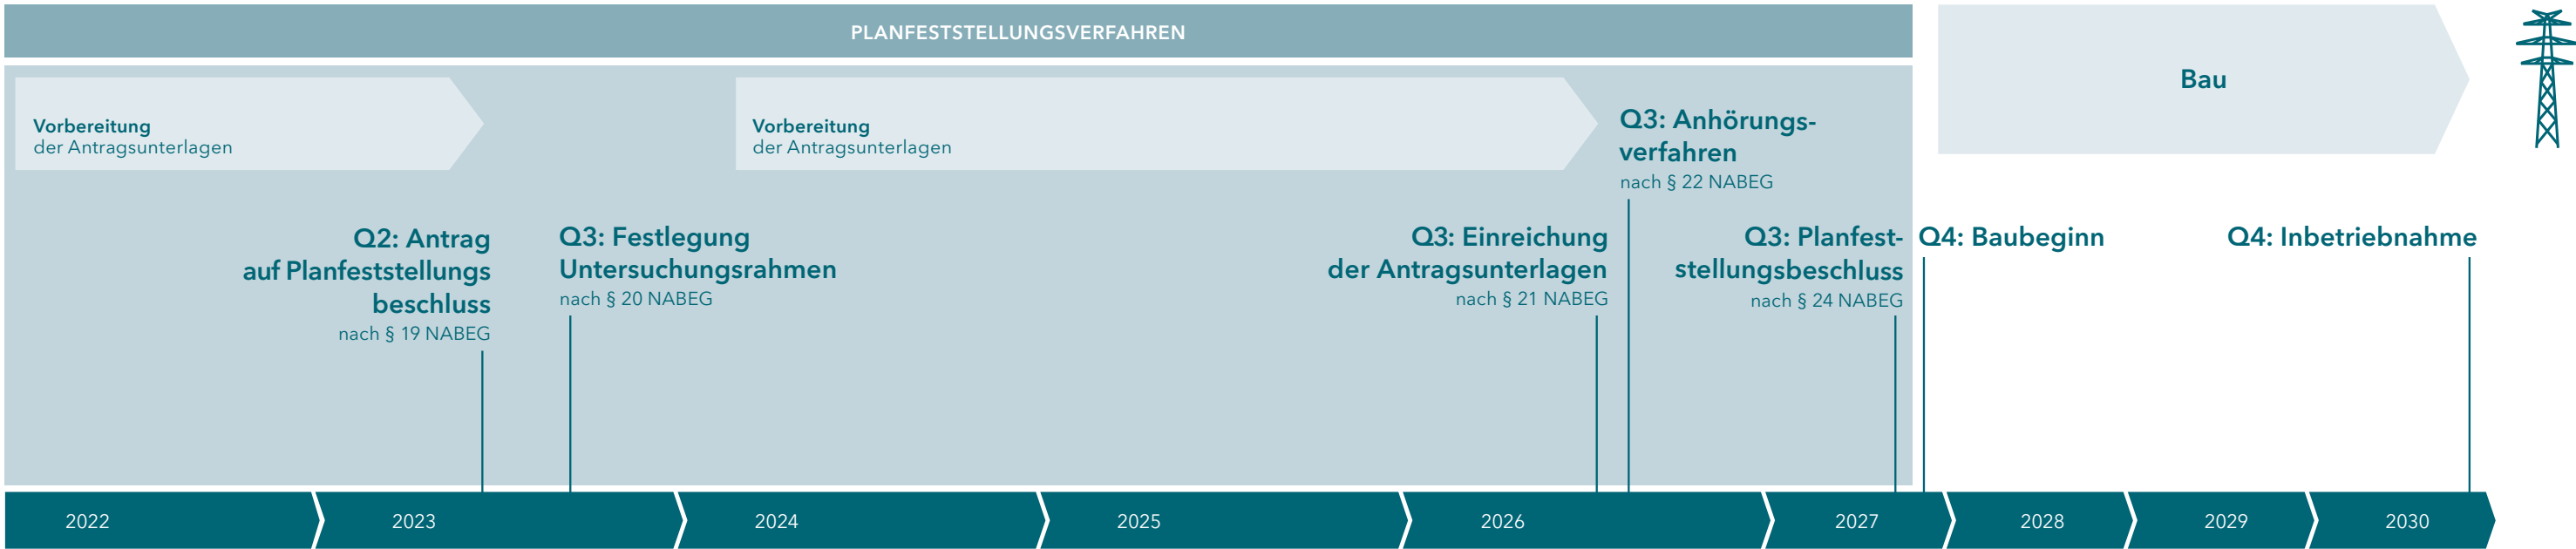 PLANFESTSTELLUNGSVERFAHREN
Bau
Vorbereitung
der Antragsunterlagen
Vorbereitung
der Antragsunterlagen
Q3: Anhörungs-
verfahren
nach § 22 NABEG
Q2: Antrag
auf Planfeststellungs
beschluss
nach § 19 NABEG
Q3: Festlegung
Untersuchungsrahmen
nach § 20 NABEG
Q3: Einreichung
der Antragsunterlagen
nach § 21 NABEG
Q3: Planfest-
stellungsbeschluss
nach § 24 NABEG
Q4: Baubeginn
Q4: Inbetriebnahme
2022
2023
2024
2025
2026
2027
2028
2029
2030